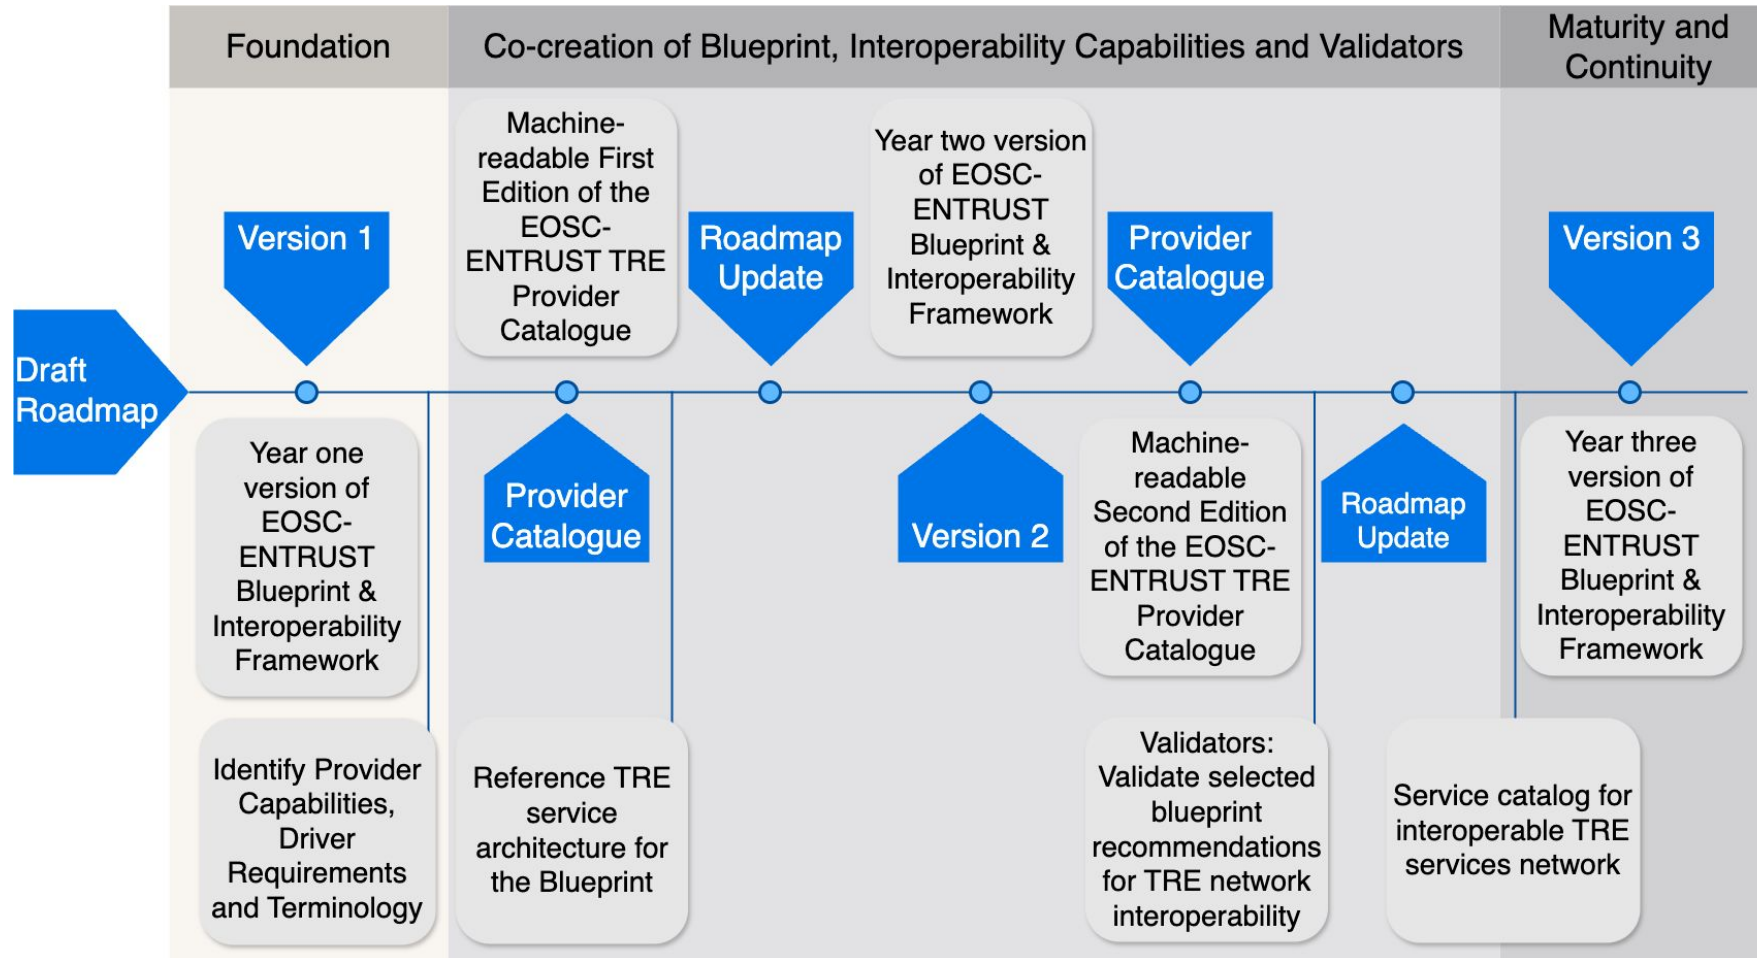 Foundation
Co-creation of Blueprint, Interoperability Capabilities and Validators
Maturity and
Continuity
Draft
Roadmap
Version 1
Year one
version of
EOSC-
ENTRUST
Blueprint &
Interoperability
Framework
Identify Provider
Capabilities,
Driver
Requirements
and Terminology
Machine-
readable First
Edition of the
EOSC-
ENTRUST TRE
Provider
Catalogue
Provider
Catalogue
Reference TRE
service
architecture for
the Blueprint
Roadmap
Update
Year two version
of EOSC-
ENTRUST
Blueprint &
Interoperability
Framework
Version 2
Provider
Catalogue
Machine-
readable
Second Edition
of the EOSC-
ENTRUST TRE
Provider
Catalogue
Validators:
Validate selected
blueprint
recommendations
for TRE network
interoperability
Roadmap
Update
Service catalog for
interoperable TRE
services network
Version 3
Year three
version of
EOSC-
ENTRUST
Blueprint &
Interoperability
Framework